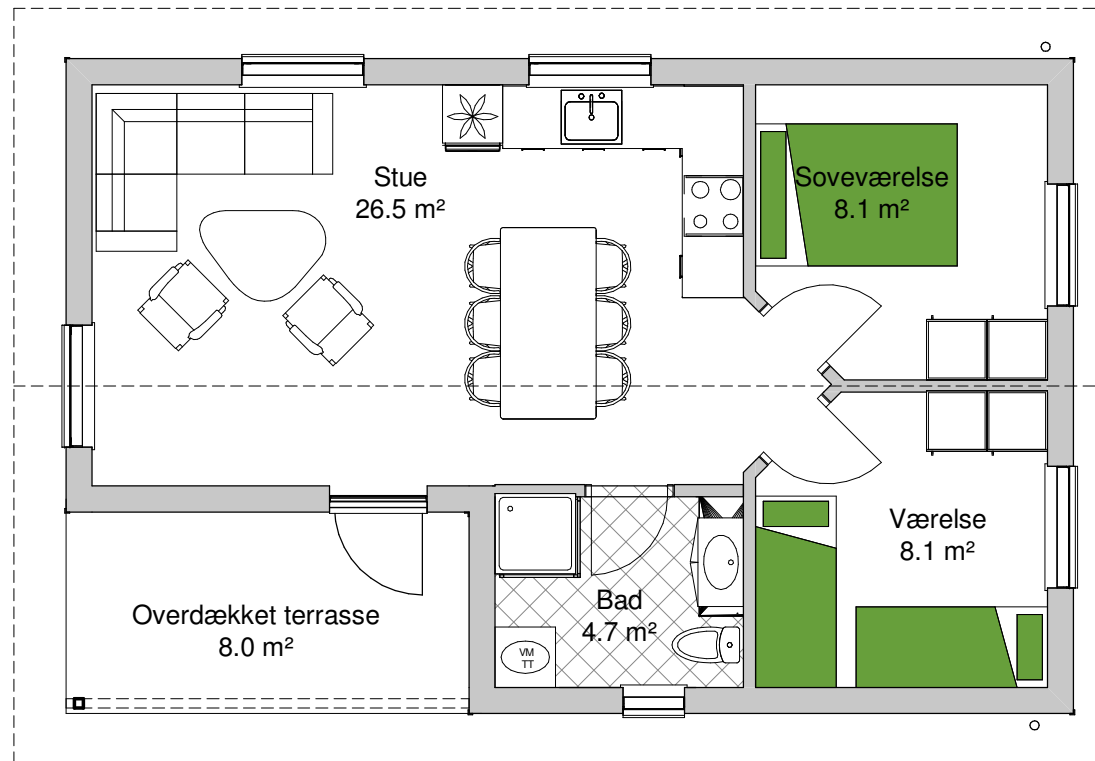 Stue
26.5 m²
Soveværelse
8.1 m²
Værelse
8.1 m²
Bad
4.7 m²
Overdækket terrasse
8.0 m²
VM
TT